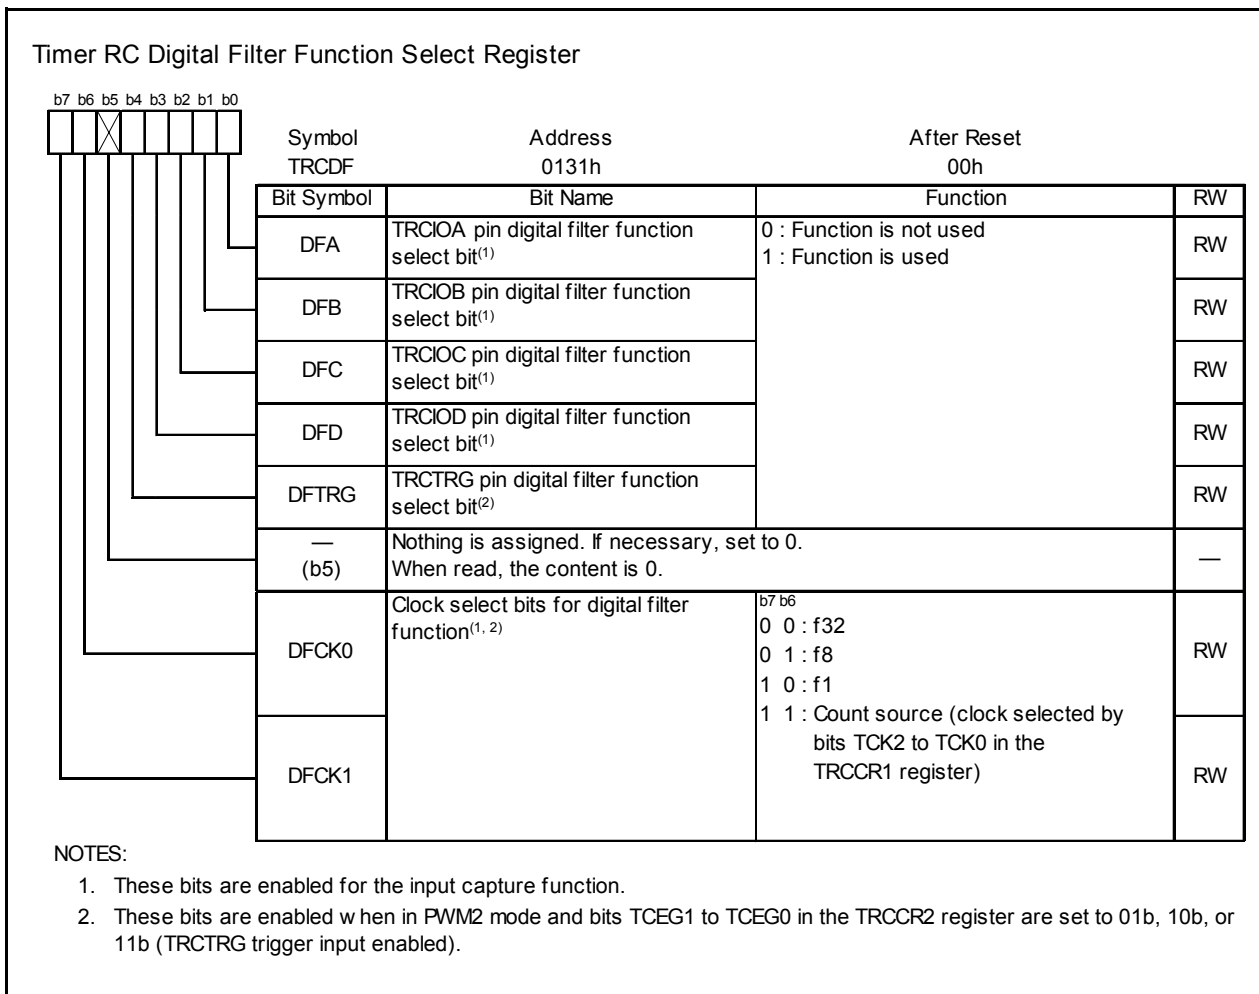 Timer RC Digital Filter Function Select Register
b7 b6 b5 b4 b3 b2 b1 b0
Symbol Address After Reset
TRCDF 0131h 00h
Bit Symbol Bit Name Function RW
DFA TRCIOA pin digital filter function select bit(1) 0 : Function is not used
1 : Function is used RW
DFB TRCIOB pin digital filter function
select bit(1) RW
DFC TRCIOC pin digital filter function
select bit(1) RW
DFD TRCIOD pin digital filter function
select bit(1) RW
DFTRG TRCTRG pin digital filter function
select bit(2) RW
— Nothing is assigned. If necessary, set to 0.
(b5) When read, the content is 0. —
DFCK0 Clock select bits for digital filter
function(1, 2) b7 b6
0 0 : f32 RW
0 1 : f8
1 0 : f1
1 1 : Count source (clock selected by
bits TCK2 to TCK0 in the
TRCCR1 register)
DFCK1 RW
NOTES:
1. These bits are enabled for the input capture function.
2. These bits are enabled w hen in PWM2 mode and bits TCEG1 to TCEG0 in the TRCCR2 register are set to 01b, 10b, or
11b (TRCTRG trigger input enabled).